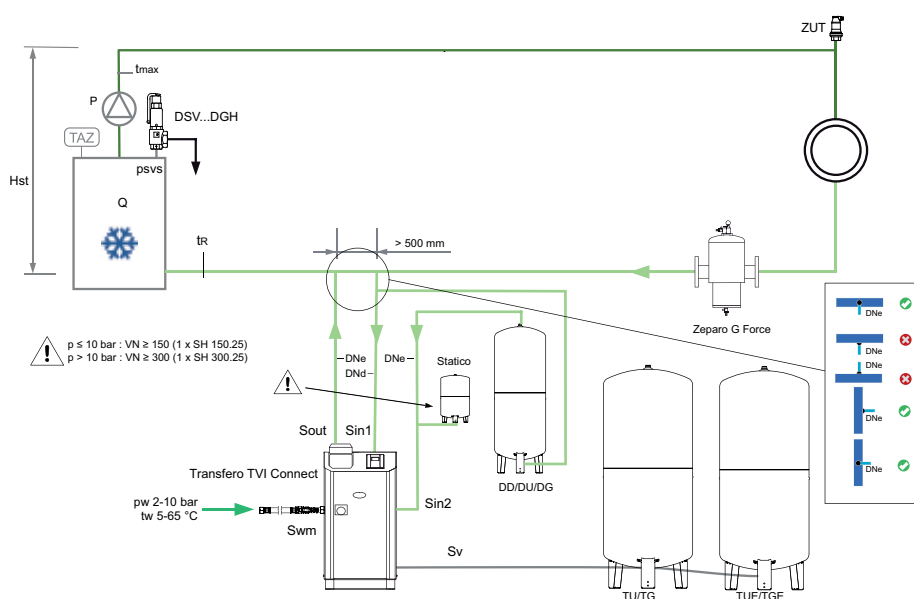 ZUT
tmax
P
DSV...DGH
TAZ
psvs
Hst
Q
tR
> 500 mm
Zeparo G Force
DNe
DNe
DNe
DNe
DNe
p ≤ 10 bar : VN ≥ 150 (1 x SH 150.25)
p > 10 bar : VN ≥ 300 (1 x SH 300.25)
DNe
DNd
DNe
Statico
Sout
Sin1
Transfero TVI Connect
DD/DU/DG
pw 2-10 bar
tw 5-65 °C
Sin2
Swm
Sv
TU/TG
TUE/TGE